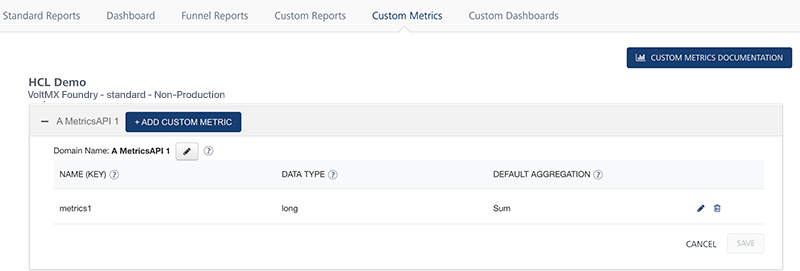 Standard Reports Dashboard Funnel Reports Custom Reports Custom Metrics Custom Dashboards
CUSTOM METRICS DOCUMENTATION
HCL Demo
VoltMX Foundry - standard - Non-Production
A MetricsAPI 1 + ADD CUSTOM METRIC
Domain Name: A MetricsAPI 1 ?
NAME (KEY) ? DATA TYPE ? DEFAULT AGGREGATION ?
metrics1 long Sum
CANCEL SAVE